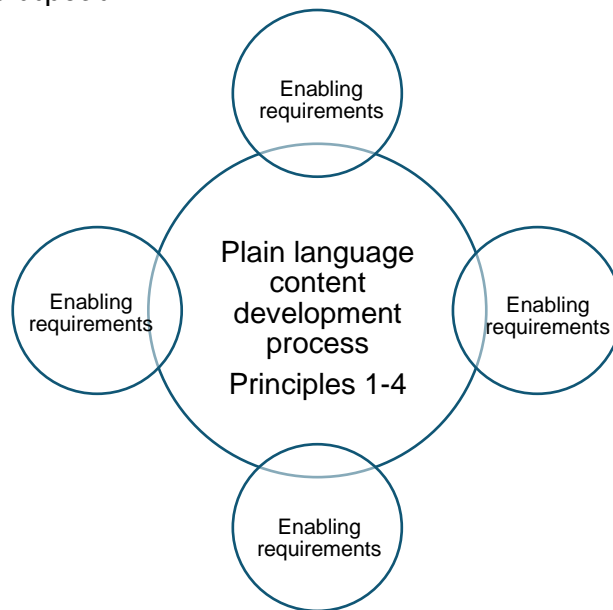 Enabling
requirements
Plain language
content
development
process
Principles 1-4
Enabling
requirements
Enabling
requirements
Enabling
requirements